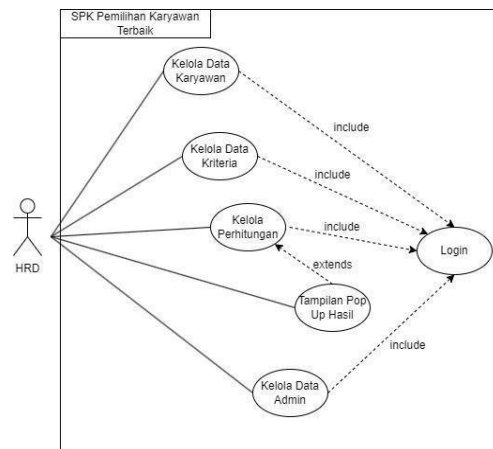 SPK Pemilihan Karyawan
Terbaik
Kelola Data
Karyawan
include
Kelola Data
Kriteria
include
Kelola
Perhitungan
include
Login
HRD
extends
Tampilan Pop
Up Hasil
include
Kelola Data
Admin